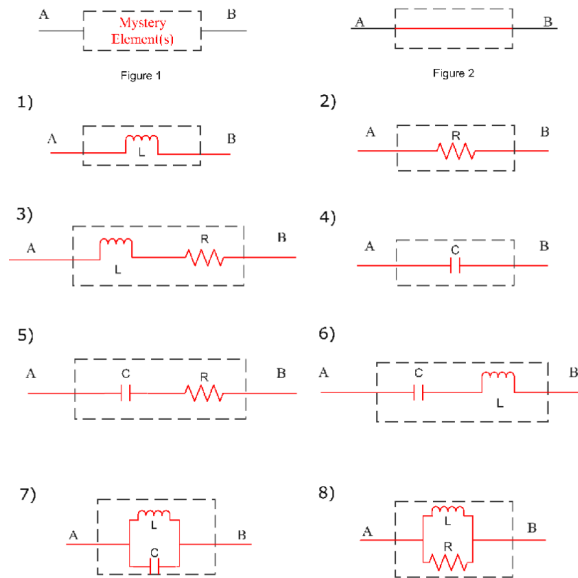 A
Mystery
Element(s)
B
Figure 1
Figure 2
1)
A
L
B
2)
A
R
B
3)
A
L
R
B
4)
A
C
B
5)
A
C
R
B
6)
A
C
L
B
7)
A
L
C
B
8)
A
L
R
B